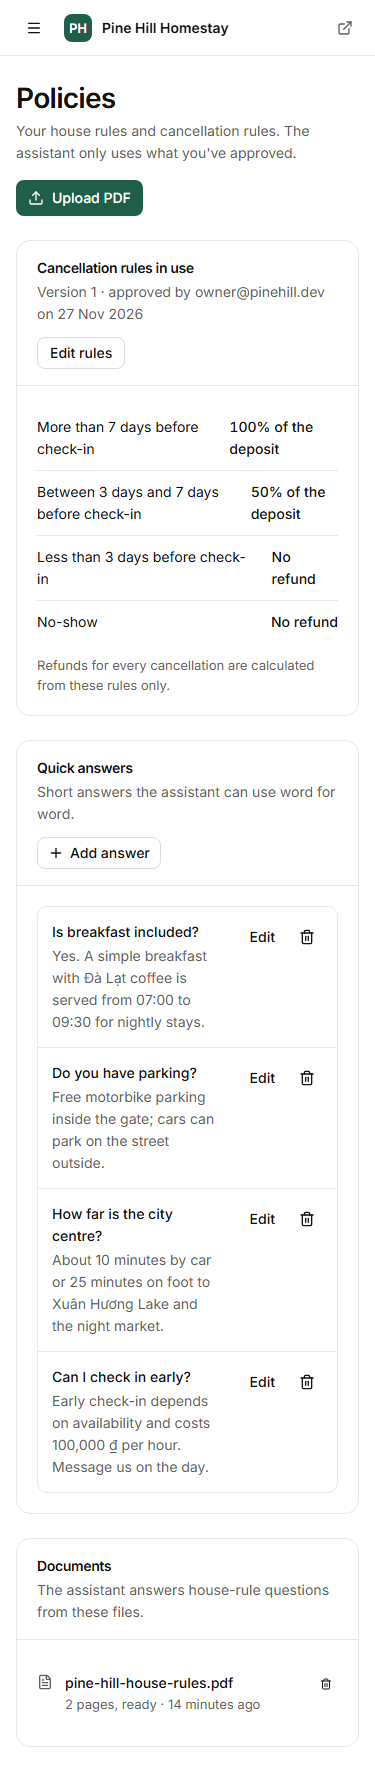 PH Pine Hill Homestay
Policies
Your house rules and cancellation rules. The
assistant only uses what you've approved.
Upload PDF
Cancellation rules in use
Version 1 · approved by owner@pinehill.dev
on 27 Nov 2026
Edit rules
More than 7 days before
check-in
100% of the
deposit
Between 3 days and 7 days
before check-in
50% of the
deposit
Less than 3 days before check-
in
No
refund
No-show
No refund
Refunds for every cancellation are calculated
from these rules only.
Quick answers
Short answers the assistant can use word for
word.
Add answer
Is breakfast included?
Edit
Yes. A simple breakfast
with Đà Lạt coffee is
served from 07:00 to
09:30 for nightly stays.
Do you have parking?
Edit
Free motorbike parking
inside the gate; cars can
park on the street
outside.
How far is the city
centre?
Edit
About 10 minutes by car
or 25 minutes on foot to
Xuân Hương Lake and
the night market.
Can I check in early?
Edit
Early check-in depends
on availability and costs
100,000 ₫ per hour.
Message us on the day.
Documents
The assistant answers house-rule questions
from these files.
pine-hill-house-rules.pdf
2 pages, ready · 14 minutes ago